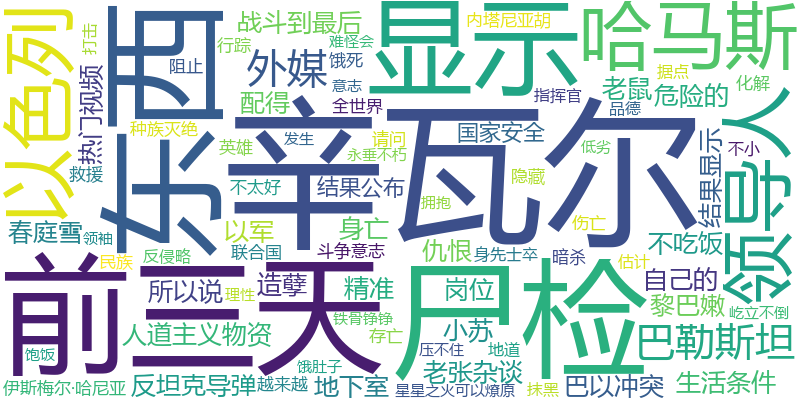 以色列
东西
显示
哈马斯
辛瓦尔
领导人
前三天
尸检
战斗到最后
内塔尼亚胡
行踪
难怪会
打击
外媒
饿死
据点
热门视频
阻止
意志
老鼠
危险的
化解
配得
全世界
指挥官
品德
种族灭绝
英雄
发生
请问
国家安全
低劣
结果显示
救援
永垂不朽
不小
不太好
结果公布
隐藏
拥抱
春庭雪
领袖
以军
身亡
伤亡
联合国
斗争意志
仇恨
身先士卒
暗杀
不吃饭
民族
反侵略
估计
所以说
理性
造孽
精准
岗位
自己的
黎巴嫩
屹立不倒
人道主义物资
铁骨铮铮
存亡
小苏
巴勒斯坦
饱饭
压不住
地道
饿肚子
老张杂谈
伊斯梅尔·哈尼亚
反坦克导弹
越来越
地下室
星星之火可以燎原
抹黑
巴以冲突
生活条件